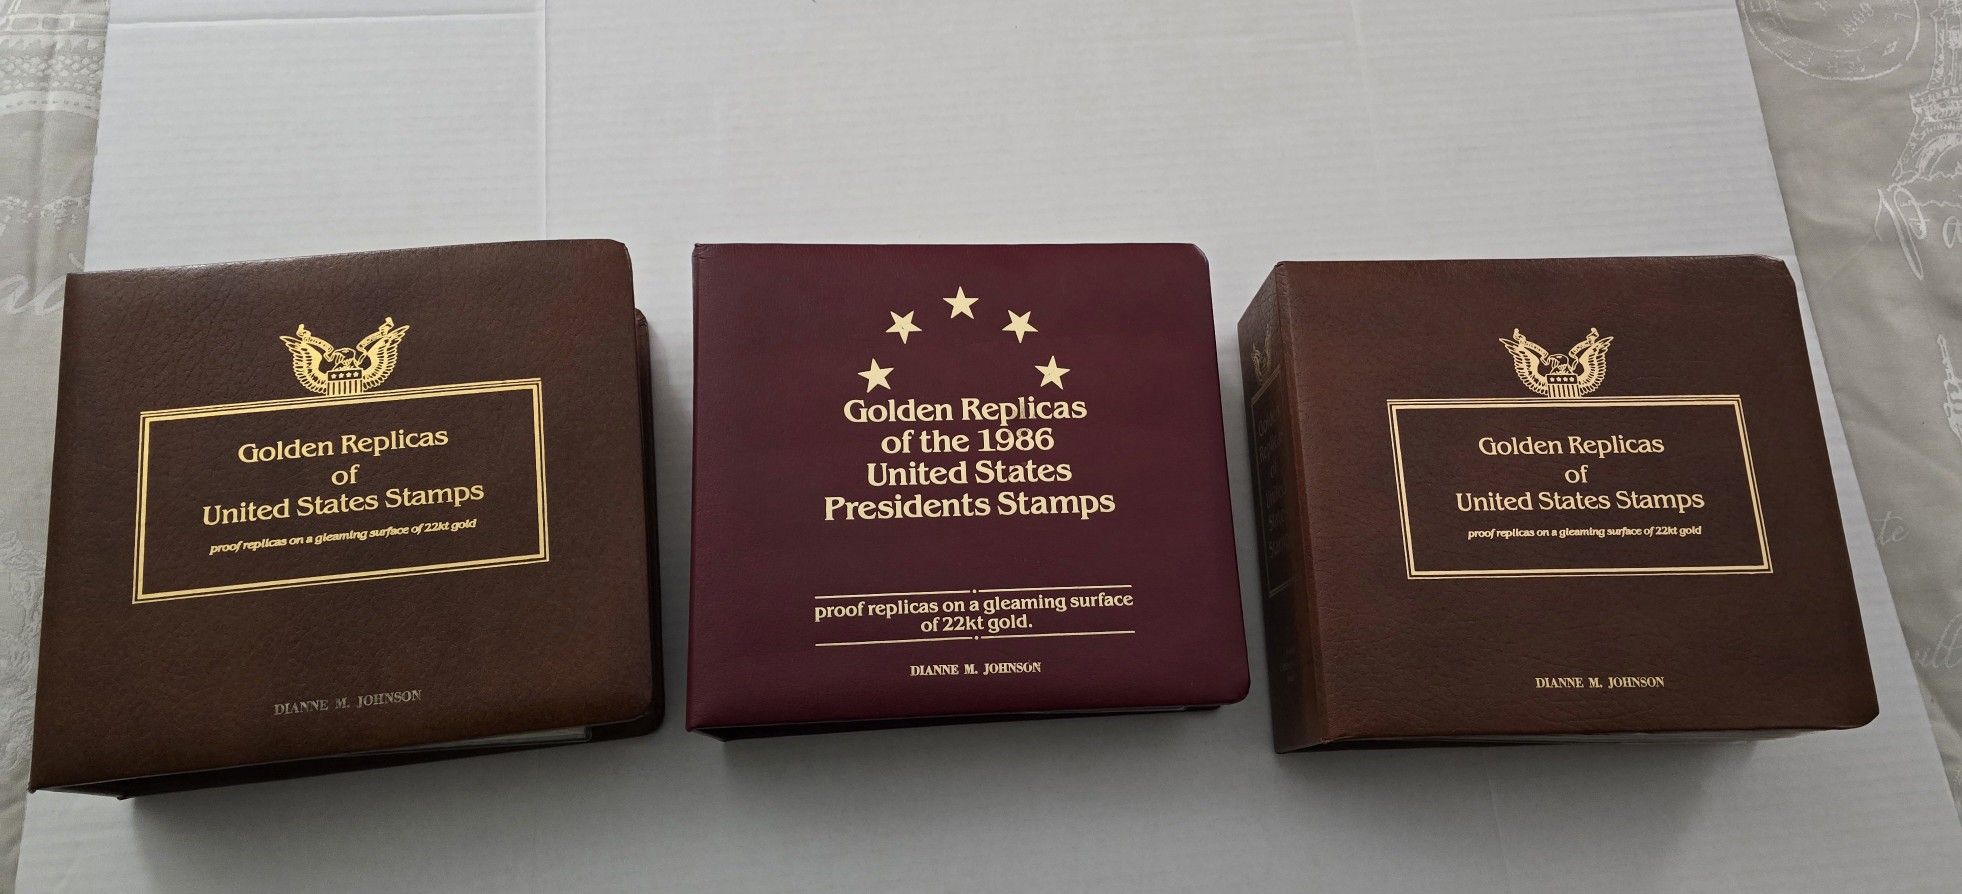 Golden Replicas
of
United States Stamps
proof replicas on a gleaming surface of 22kt gold
DIANNE M. JOHNSON
Golden Replicas
of the 1986
United States
Presidents Stamps
proof replicas on a gleaming surface
of 22kt gold.
DIANNE M. JOHNSON
Golden Replicas
of
United States Stamps
proof replicas on a gleaming surface of 22kt gold
DIANNE M. JOHNSON